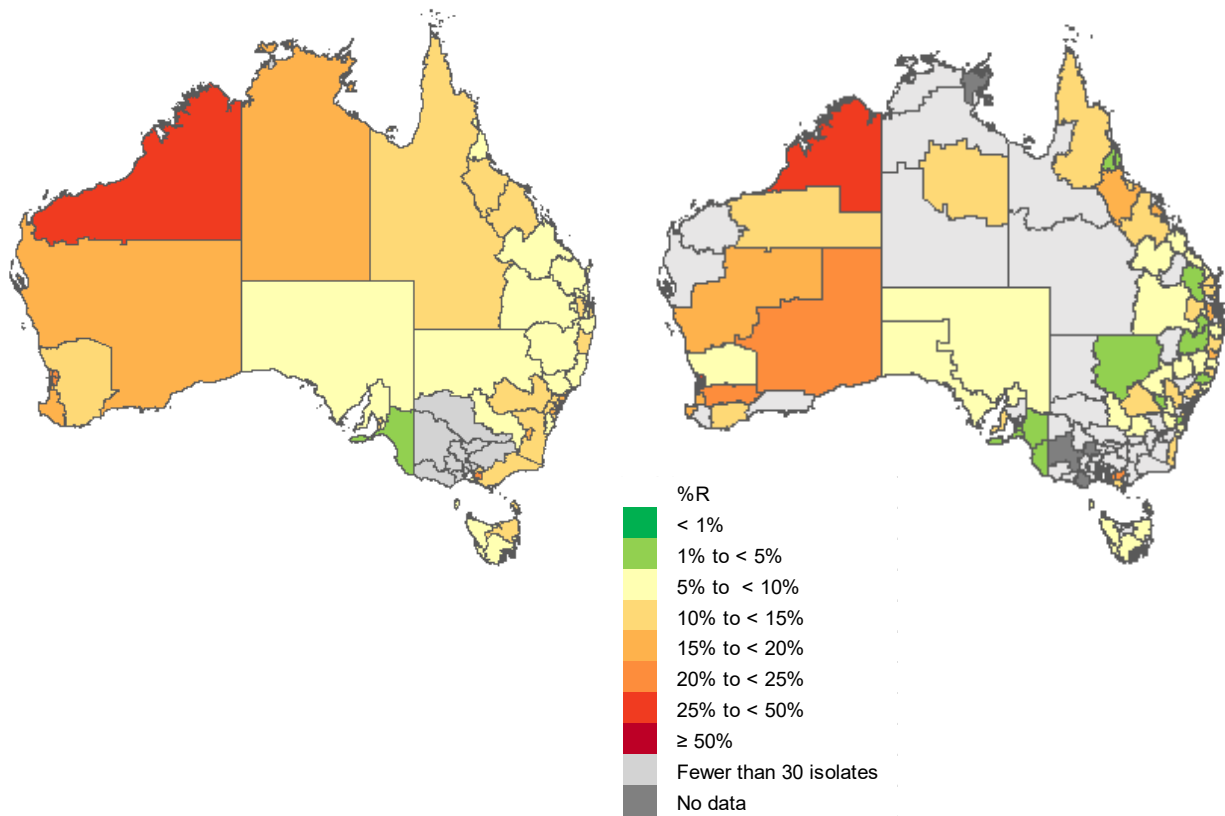 %R
< 1%
1% to < 5%
5% to  < 10%
10% to < 15%
15% to < 20%
20% to < 25%
25% to < 50%
≥ 50%
Fewer than 30 isolates
No data